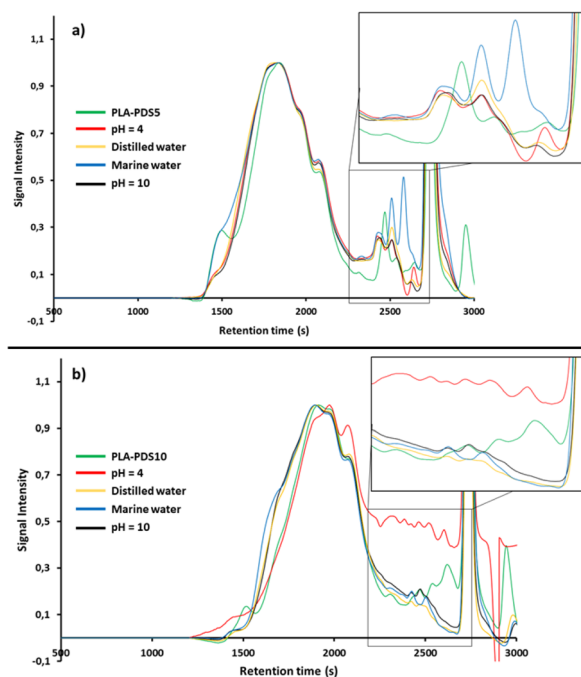 a)
1,1
0,9
0,7
0,5
0,3
0,1
-0,1
Signal Intensity
PLA-PDS5
pH = 4
Distilled water
Marine water
pH = 10
500 1000 1500 2000 2500 3000
Retention time (s)
b)
1,1
0,9
0,7
0,5
0,3
0,1
-0,1
Signal Intensity
PLA-PDS10
pH = 4
Distilled water
Marine water
pH = 10
500 1000 1500 2000 2500 3000
Retention time (s)